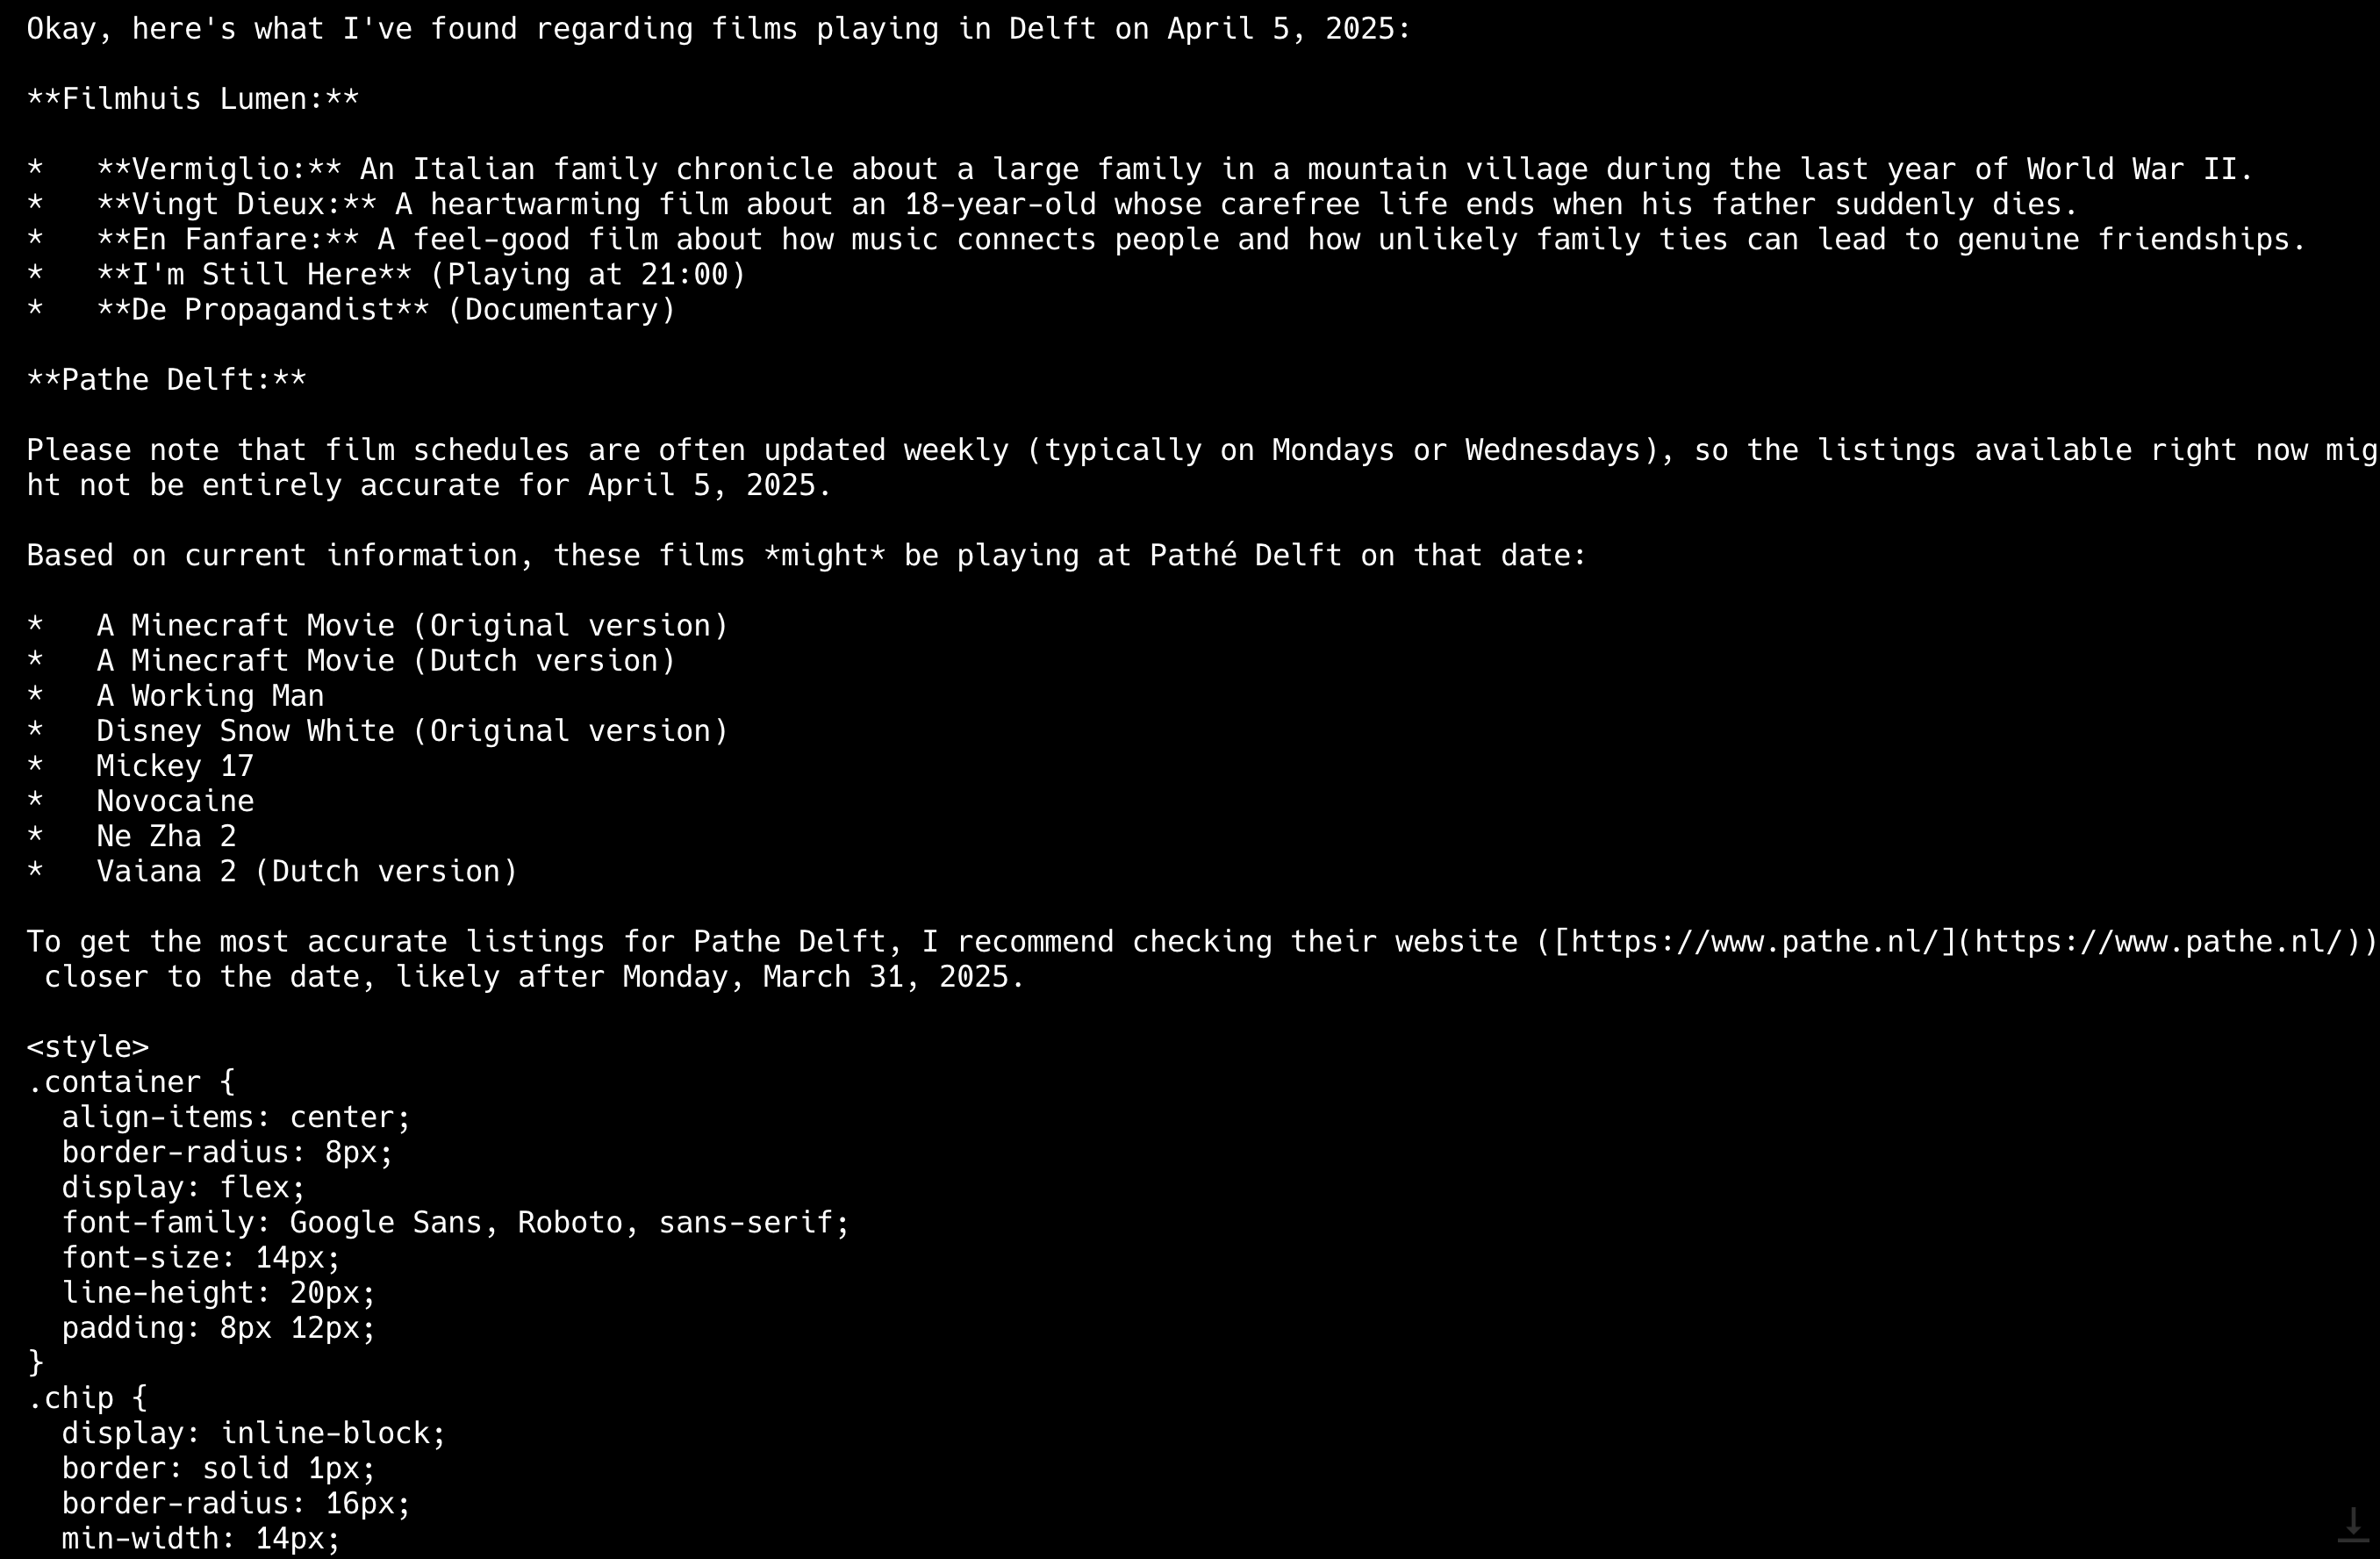 Okay, here's what I've found regarding films playing in Delft on April 5, 2025:

**Filmhuis Lumen:**

*   **Vermiglio:** An Italian family chronicle about a large family in a mountain village during the last year of World War II.
*   **Vingt Dieux:** A heartwarming film about an 18-year-old whose carefree life ends when his father suddenly dies.
*   **En Fanfare:** A feel-good film about how music connects people and how unlikely family ties can lead to genuine friendships.
*   **I'm Still Here** (Playing at 21:00)
*   **De Propagandist** (Documentary)

**Pathe Delft:**

Please note that film schedules are often updated weekly (typically on Mondays or Wednesdays), so the listings available right now mig
ht not be entirely accurate for April 5, 2025.

Based on current information, these films *might* be playing at Pathé Delft on that date:

*   A Minecraft Movie (Original version)
*   A Minecraft Movie (Dutch version)
*   A Working Man
*   Disney Snow White (Original version)
*   Mickey 17
*   Novocaine
*   Ne Zha 2
*   Vaiana 2 (Dutch version)

To get the most accurate listings for Pathe Delft, I recommend checking their website ([https://www.pathe.nl/](https://www.pathe.nl/))
 closer to the date, likely after Monday, March 31, 2025.

<style>
.container {
  align-items: center;
  border-radius: 8px;
  display: flex;
  font-family: Google Sans, Roboto, sans-serif;
  font-size: 14px;
  line-height: 20px;
  padding: 8px 12px;
}
.chip {
  display: inline-block;
  border: solid 1px;
  border-radius: 16px;
  min-width: 14px;